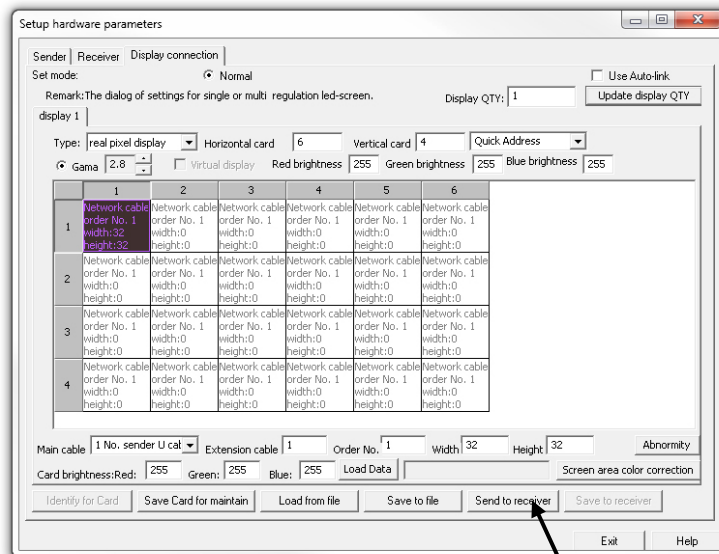 Setup hardware parameters
Sender Receiver Display connection
Set mode: Normal Use Auto-link
Remark:The dialog of settings for single or multi regulation led-screen. Display QTY: 1 Update display QTY
display 1
Type: real pixel display Horizontal card 6 Vertical card 4 Quick Address
Gama 2.8 Virtual display Red brightness 255 Green brightness 255 Blue brightness 255
1 2 3 4 5 6
Network cable Network cable Network cable Network cable Network cable Network cable
order No. 1 order No. 1 order No. 1 order No. 1 order No. 1 order No. 1
1 width:32 width:0 width:0 width:0 width:0 width:0
height:32 height:0 height:0 height:0 height:0 height:0
Network cable Network cable Network cable Network cable Network cable Network cable
order No. 1 order No. 1 order No. 1 order No. 1 order No. 1 order No. 1
2 width:0 width:0 width:0 width:0 width:0 width:0
height:0 height:0 height:0 height:0 height:0 height:0
Network cable Network cable Network cable Network cable Network cable Network cable
order No. 1 order No. 1 order No. 1 order No. 1 order No. 1 order No. 1
3 width:0 width:0 width:0 width:0 width:0 width:0
height:0 height:0 height:0 height:0 height:0 height:0
Network cable Network cable Network cable Network cable Network cable Network cable
order No. 1 order No. 1 order No. 1 order No. 1 order No. 1 order No. 1
4 width:0 width:0 width:0 width:0 width:0 width:0
height:0 height:0 height:0 height:0 height:0 height:0
Main cable 1 No. sender U cat Extension cable 1 Order No. 1 Width 32 Height 32 Abnormity
Card brightness:Red: 255 Green: 255 Blue: 255 Load Data Screen area color correction
Identify for Card Save Card for maintain Load from file Save to file Send to receiver Save to receiver
Exit Help